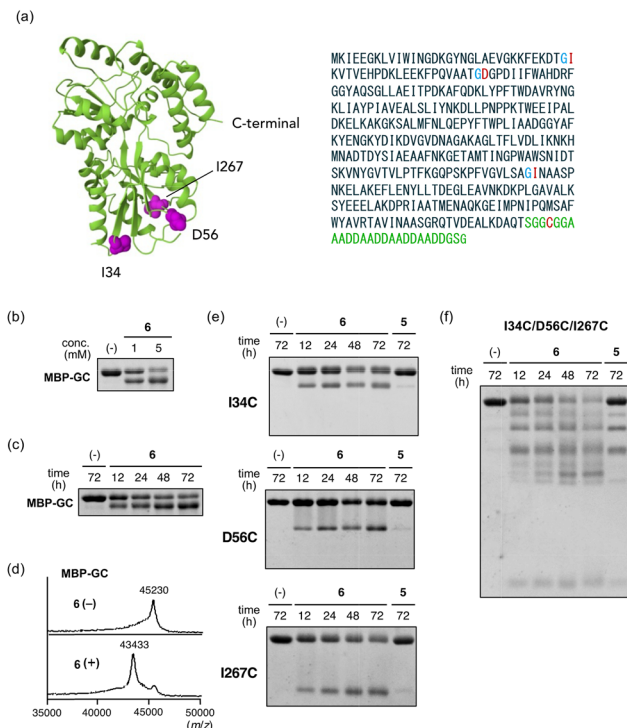 (a)
C-terminal
I267
D56
I34
MKIEEGKLVIWINGDKGYNGLAEVGKKFEKDTGI
KVTVEHPDKLEEKFPQVAATGDGPDIIFWAHDRF
GGYAQSGLLAEITPDKAFQDKLYPFTWDAVRYNG
KLIAYPIAVEALSLIYNKDLLPNPPKTWEEIPAL
DKELKAKGKSALMFNLQEPYFTWPLIAADGGYAF
KYENGKYDIKDVGVDNAGAKAGLTFLVDLIKNKH
MNADTDYSIAEAAFNKGETAMTINGPWAWSNIDT
SKVNYGVTVLPTFKGQPSKPFVGVLSAGINAASP
NKELAKEFLENYLLTDEGLEAVNKDKPLGAVALK
SYEEELAKDPRIAATMENAQKGEIMPNIPQMSAF
WYAVRTAVINAASGRQTVDEALKDAQTSGGCGGA
AADDAADDAADDAADDGSG
(b)
6
conc.
(mM)
(-) 1 5
MBP-GC
(c)
(-) 6
time
(h)
72 12 24 48 72
MBP-GC
(d)
MBP-GC
45230
6 (−)
43433
6 (+)
35000 40000 45000 50000
(m/z)
(e)
(-) 6 5
time
(h)
72 12 24 48 72 72
I34C
(-) 6 5
time
(h)
72 12 24 48 72 72
D56C
(-) 6 5
time
(h)
72 12 24 48 72 72
I267C
(f)
I34C/D56C/I267C
(-) 6 5
time
(h)
72 12 24 48 72 72